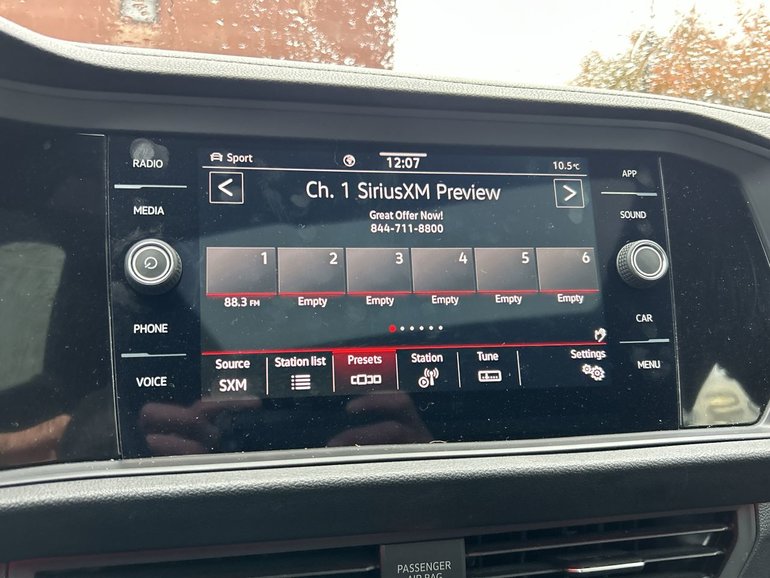 RADIO
MEDIA
PHONE
VOICE
Sport
12:07
10.5°C
<
Ch. 1 SiriusXM Preview
>
Great Offer Now!
844-711-8800
1 2 3 4 5 6
88.3 FM Empty Empty Empty Empty Empty
Source Station list Presets Station Tune Settings
SXM
APP
SOUND
CAR
MENU
PASSENGER
AIR BAG